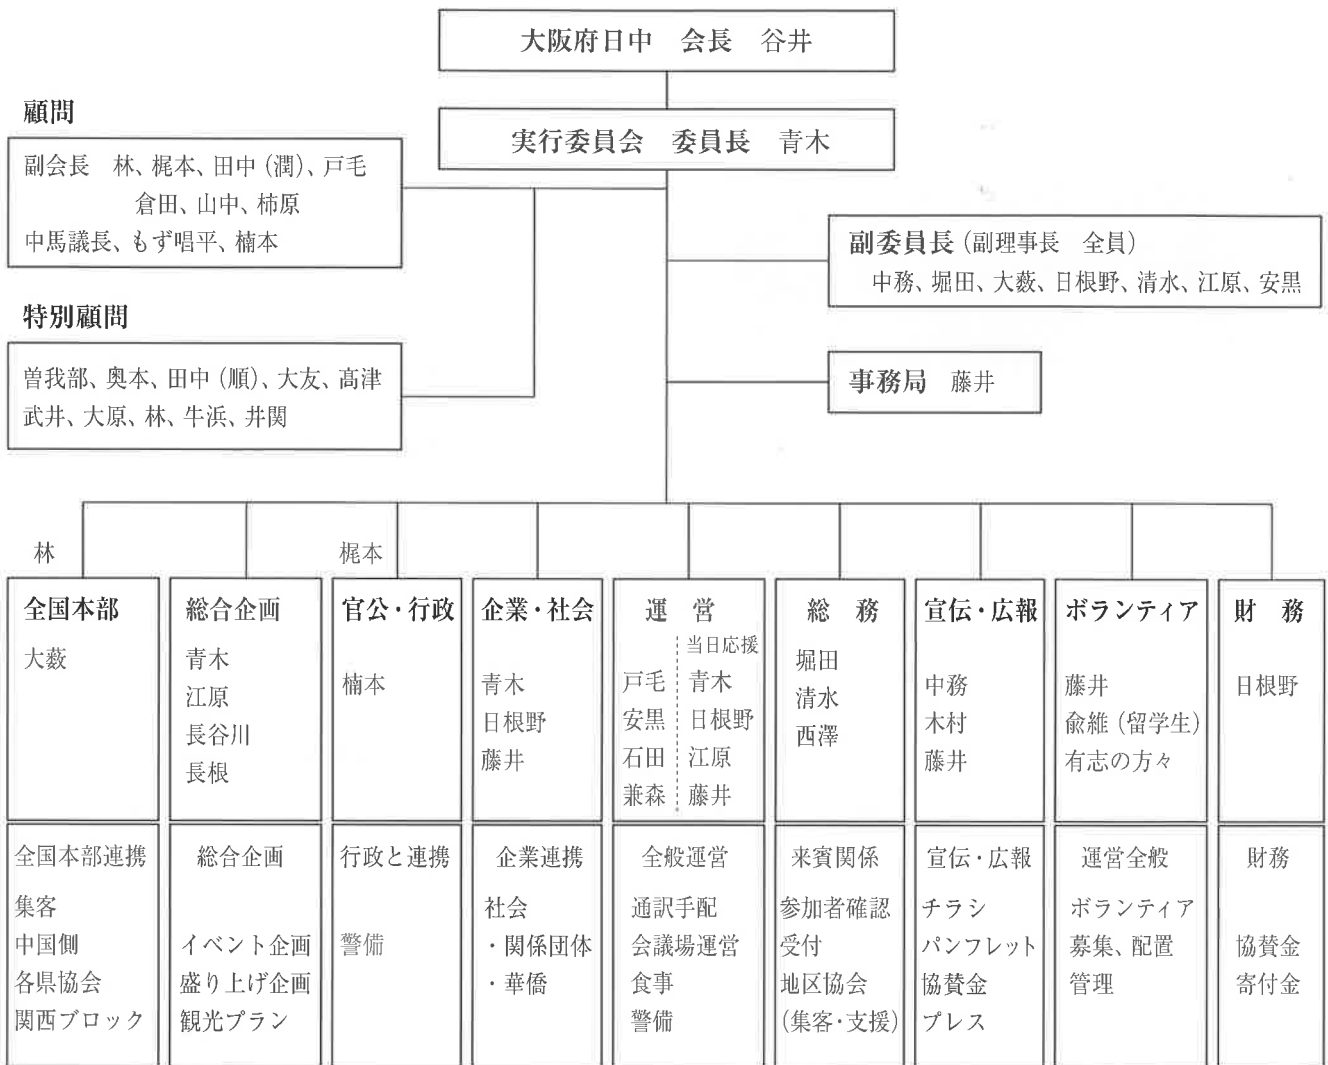 大阪府日中　会長　谷井
実行委員会　委員長　青木
顧問
副会長　林、梶本、田中（潤）、戸毛
倉田、山中、柿原
中馬議長、もず唱平、楠本
特別顧問
曽我部、奥本、田中（順）、大友、髙津
武井、大原、林、牛浜、井関
副委員長（副理事長　全員）
中務、堀田、大薮、日根野、清水、江原、安黒
事務局　藤井
林
全国本部
大薮
全国本部連携
集客
中国側
各県協会
関西ブロック
総合企画
青木
江原
長谷川
長根
総合企画
イベント企画
盛り上げ企画
観光プラン
梶本
官公・行政
楠本
行政と連携
警備
企業・社会
青木
日根野
藤井
企業連携
社会
・関係団体
・華僑
運　営
当日応援
戸毛　青木
安黒　日根野
石田　江原
兼森　藤井
全般運営
通訳手配
会議場運営
食事
警備
総　務
堀田
清水
西澤
来賓関係
参加者確認
受付
地区協会
（集客・支援）
宣伝・広報
中務
木村
藤井
宣伝・広報
チラシ
パンフレット
協賛金
プレス
ボランティア
藤井
兪維（留学生）
有志の方々
運営全般
ボランティア
募集、配置
管理
財　務
日根野
財務
協賛金
寄付金